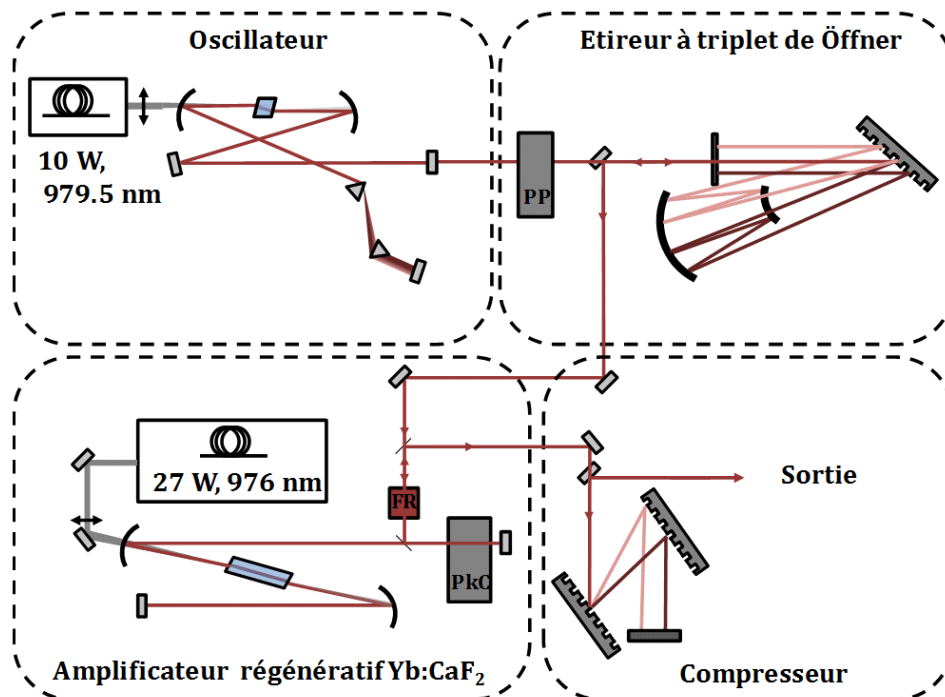 Oscillateur
10 W,
979.5 nm
Etireur à triplet de Öffner
PP
27 W, 976 nm
FR
PkC
Amplificateur régénératif Yb:CaF₂
Sortie
Compresseur